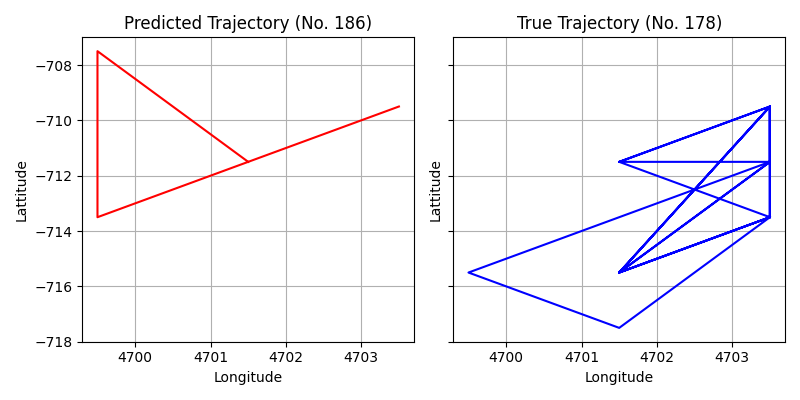 Predicted Trajectory (No. 186)
−708
−710
−712
−714
−716
−718
Lattitude
4700 4701 4702 4703
Longitude
True Trajectory (No. 178)
Lattitude
4700 4701 4702 4703
Longitude